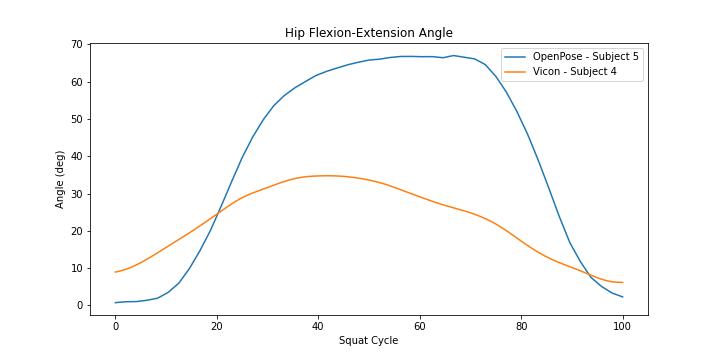 Hip Flexion-Extension Angle
OpenPose - Subject 5
Vicon - Subject 4
70
60
50
40
30
20
10
0
Angle (deg)
0 20 40 60 80 100
Squat Cycle